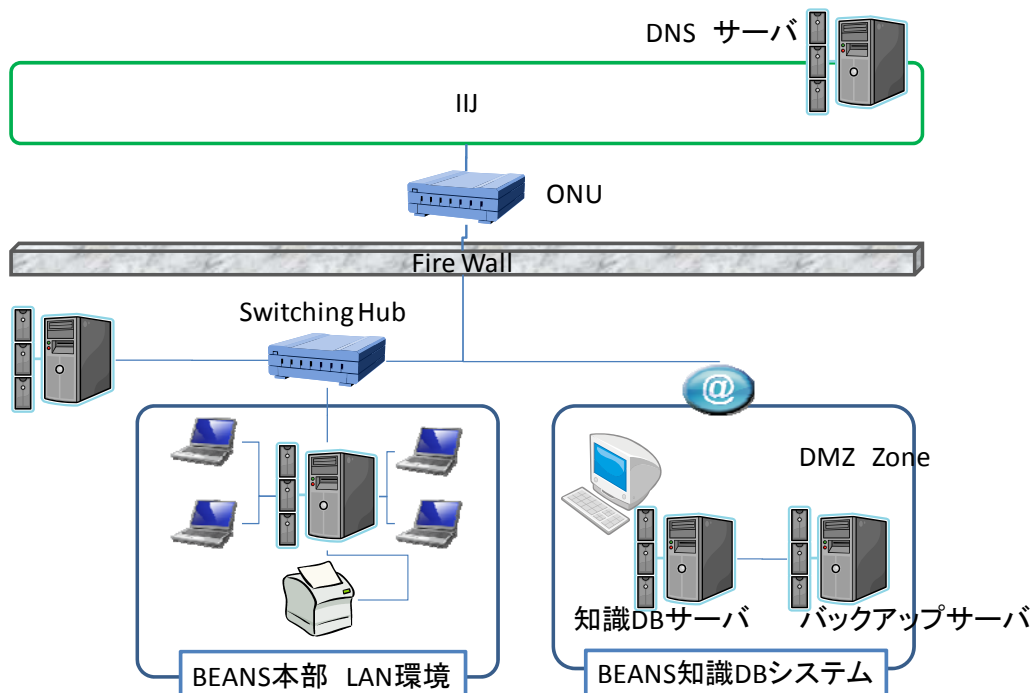 DNS サーバ
IIJ
ONU
Fire Wall
Switching Hub
@
DMZ Zone
知識DBサーバ
バックアップサーバ
BEANS本部 LAN環境
BEANS知識DBシステム